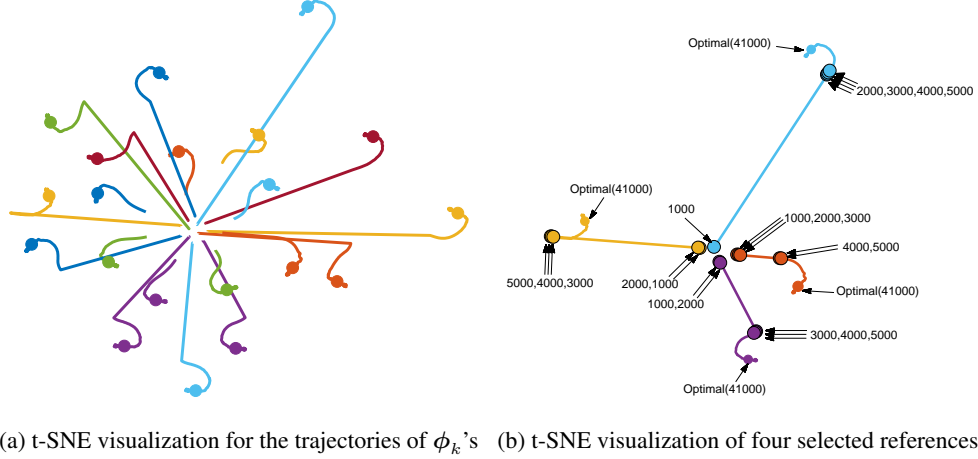 Optimal(41000)
2000,3000,4000,5000
Optimal(41000)
1000
1000,2000,3000
4000,5000
5000,4000,3000
2000,1000
1000,2000
Optimal(41000)
3000,4000,5000
Optimal(41000)
(a) t-SNE visualization for the trajectories of ϕₖ's
(b) t-SNE visualization of four selected references